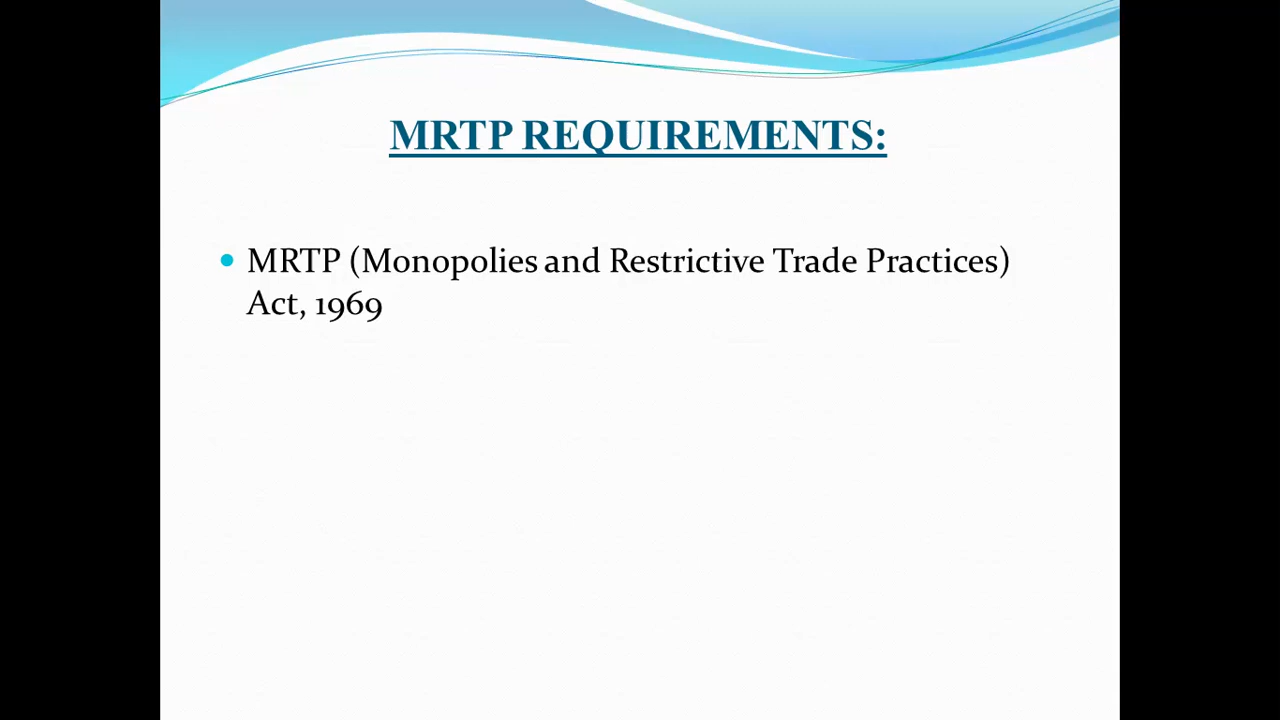 MRTP REQUIREMENTS:
• MRTP (Monopolies and Restrictive Trade Practices)
Act, 1969